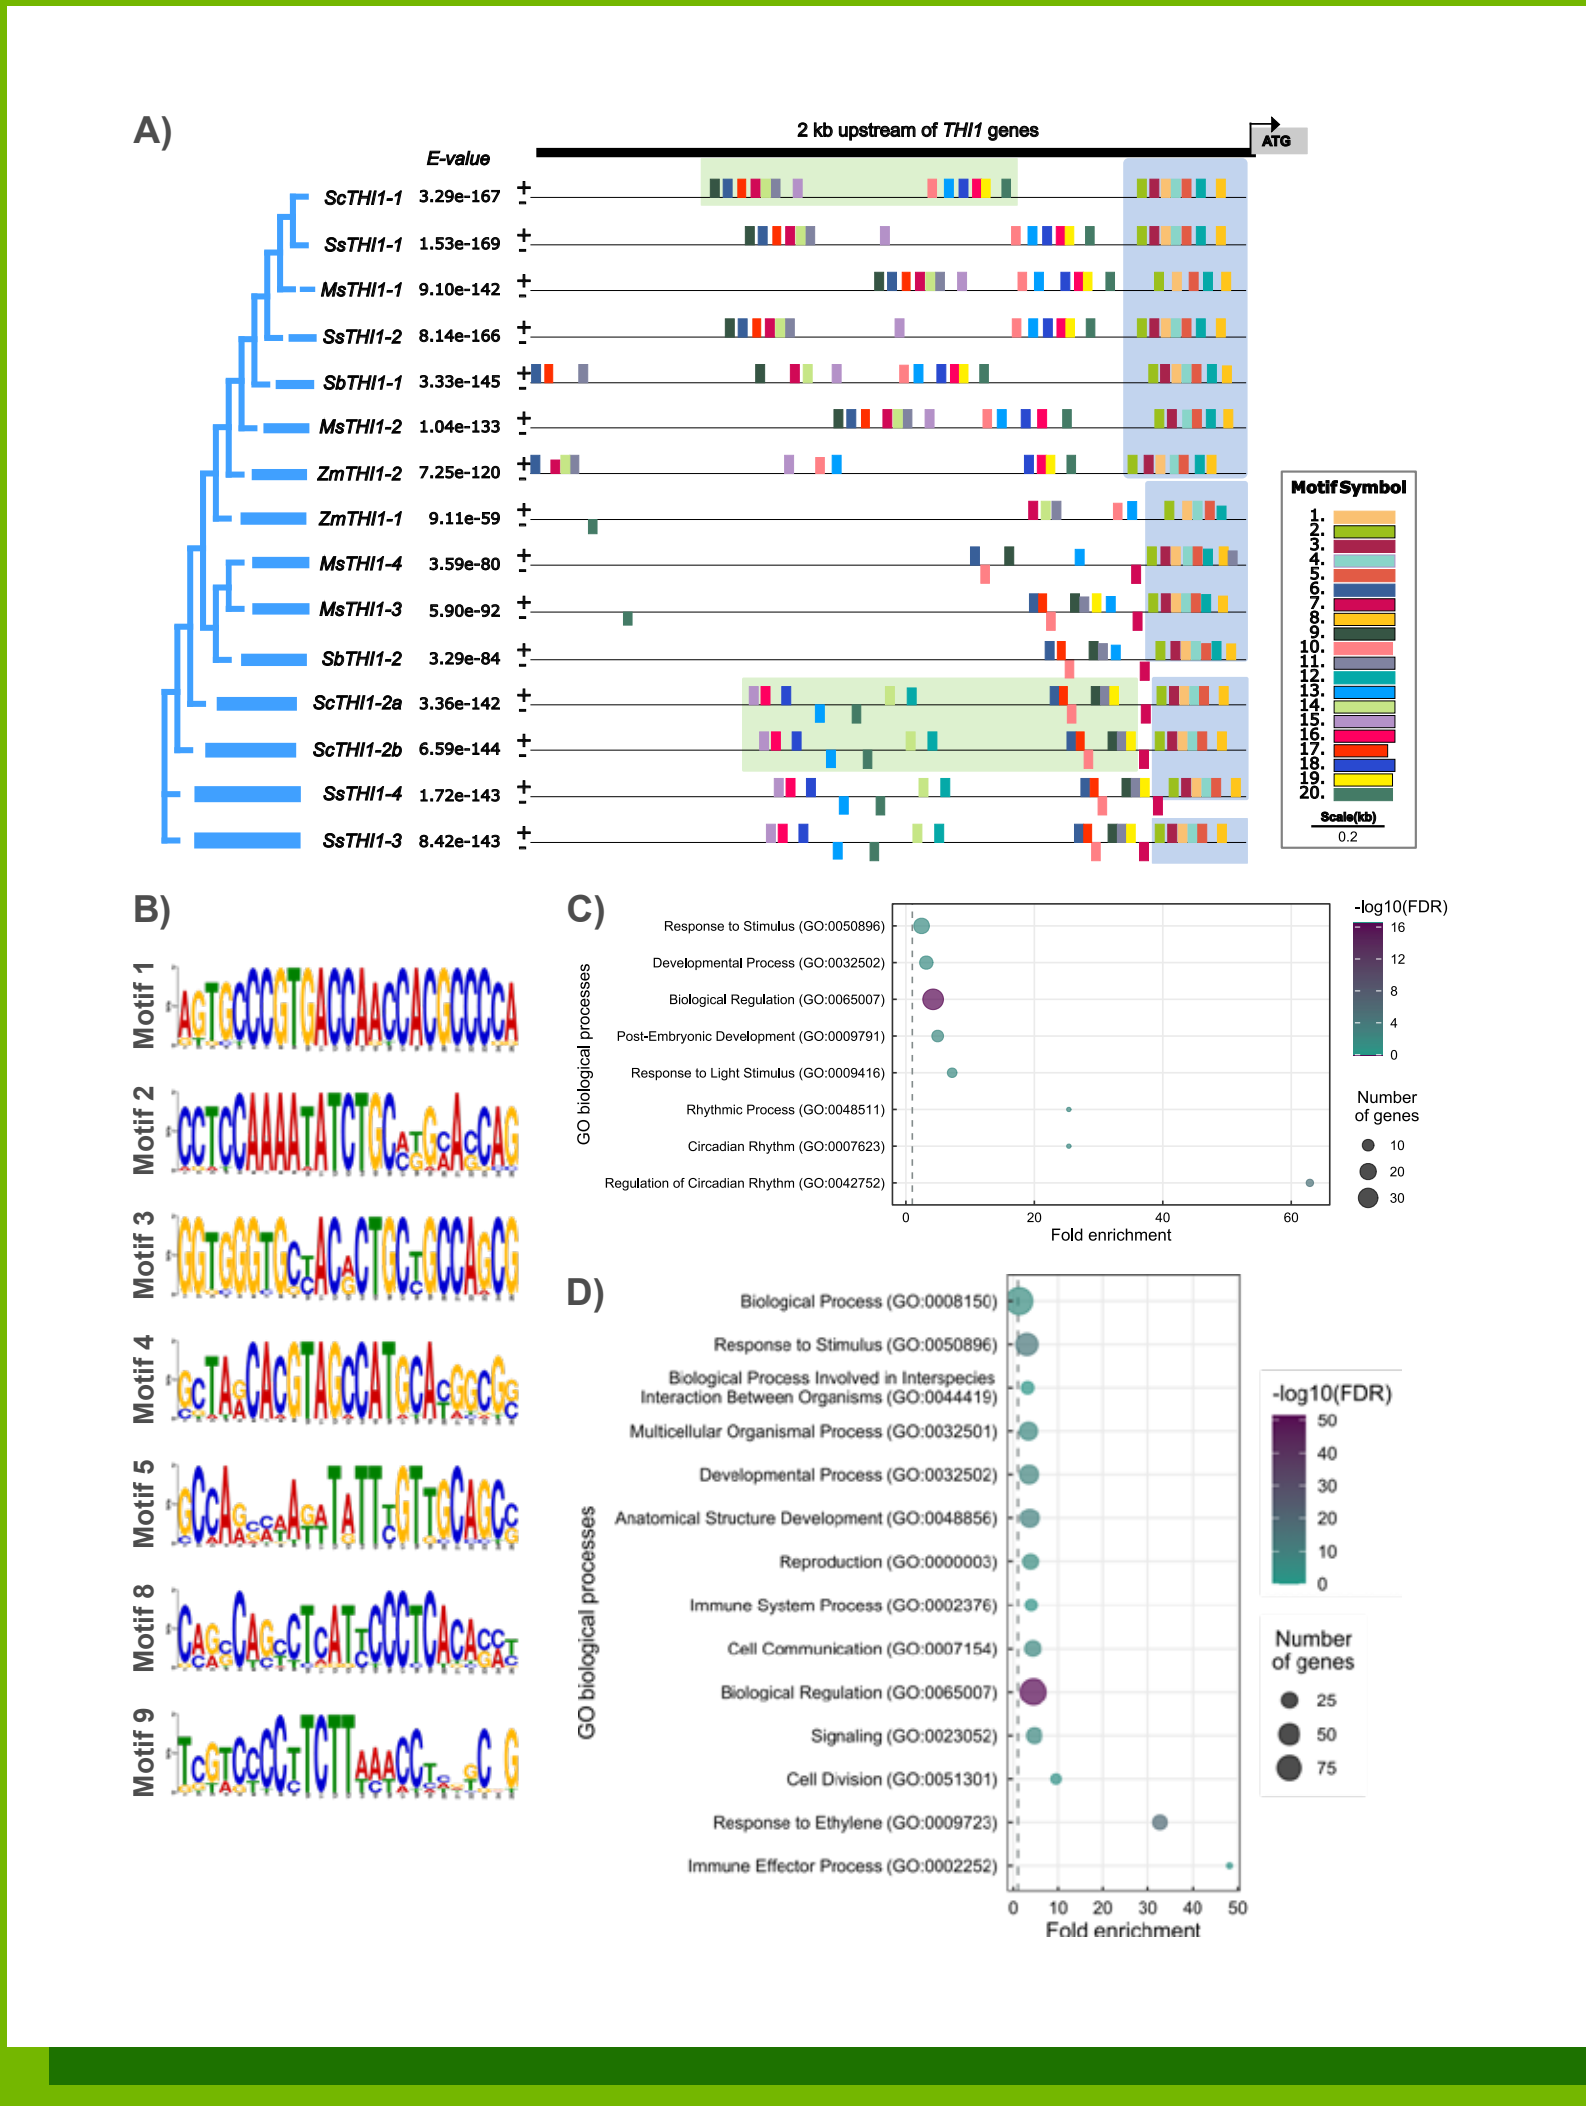 A)
2 kb upstream of THI1 genes
ATG
E-value
ScTHI1-1 3.29e-167 + -
SsTHI1-1 1.53e-169 + -
MsTHI1-1 9.10e-142 + -
SsTHI1-2 8.14e-166 + -
SbTHI1-1 3.33e-145 + -
MsTHI1-2 1.04e-133 + -
ZmTHI1-2 7.25e-120 + -
ZmTHI1-1 9.11e-59 + -
MsTHI1-4 3.59e-80 + -
MsTHI1-3 5.90e-92 + -
SbTHI1-2 3.29e-84 + -
ScTHI1-2a 3.36e-142 + -
ScTHI1-2b 6.59e-144 + -
SsTHI1-4 1.72e-143 + -
SsTHI1-3 8.42e-143 + -
Motif Symbol
1.
2.
3.
4.
5.
6.
7.
8.
9.
10.
11.
12.
13.
14.
15.
16.
17.
18.
19.
20.
Scale(kb)
0.2
B)
Motif 1
Motif 2
Motif 3
Motif 4
Motif 5
Motif 8
Motif 9
C)
GO biological processes
Response to Stimulus (GO:0050896)
Developmental Process (GO:0032502)
Biological Regulation (GO:0065007)
Post-Embryonic Development (GO:0009791)
Response to Light Stimulus (GO:0009416)
Rhythmic Process (GO:0048511)
Circadian Rhythm (GO:0007623)
Regulation of Circadian Rhythm (GO:0042752)
0 20 40 60
Fold enrichment
-log10(FDR)
16
12
8
4
0
Number
of genes
10
20
30
D)
GO biological processes
Biological Process (GO:0008150)
Response to Stimulus (GO:0050896)
Biological Process Involved in Interspecies
Interaction Between Organisms (GO:0044419)
Multicellular Organismal Process (GO:0032501)
Developmental Process (GO:0032502)
Anatomical Structure Development (GO:0048856)
Reproduction (GO:0000003)
Immune System Process (GO:0002376)
Cell Communication (GO:0007154)
Biological Regulation (GO:0065007)
Signaling (GO:0023052)
Cell Division (GO:0051301)
Response to Ethylene (GO:0009723)
Immune Effector Process (GO:0002252)
0 10 20 30 40 50
Fold enrichment
-log10(FDR)
50
40
30
20
10
0
Number
of genes
25
50
75